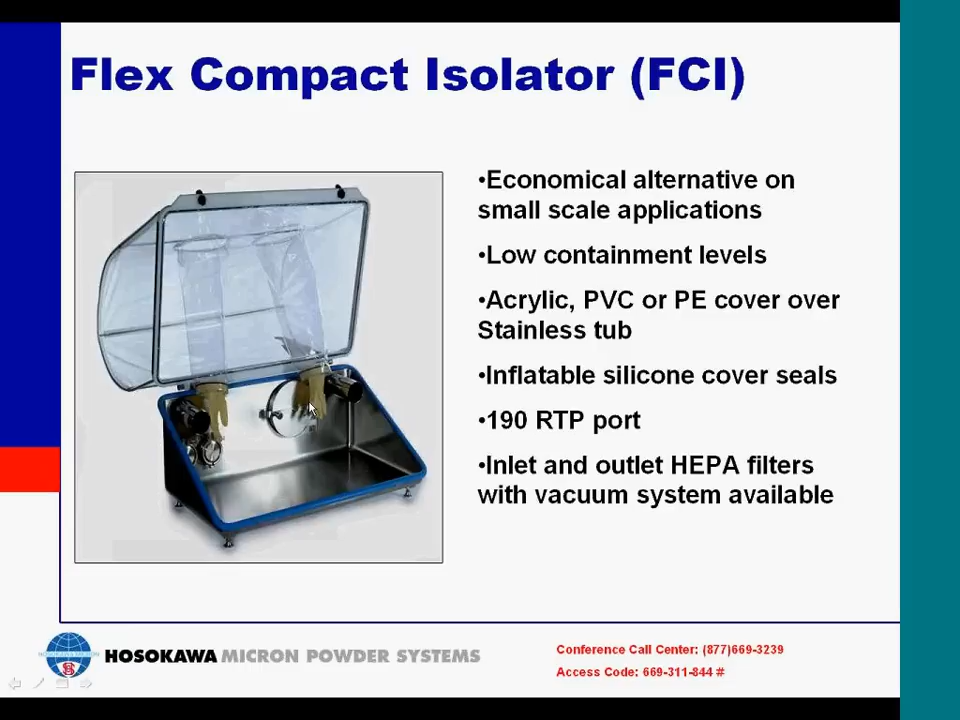 Flex Compact Isolator (FCI)
•Economical alternative on
small scale applications
•Low containment levels
•Acrylic, PVC or PE cover over
Stainless tub
•Inflatable silicone cover seals
•190 RTP port
•Inlet and outlet HEPA filters
with vacuum system available
HOSOKAWA MICRON POWDER SYSTEMS
Conference Call Center: (877)669-3239
Access Code: 669-311-844 #